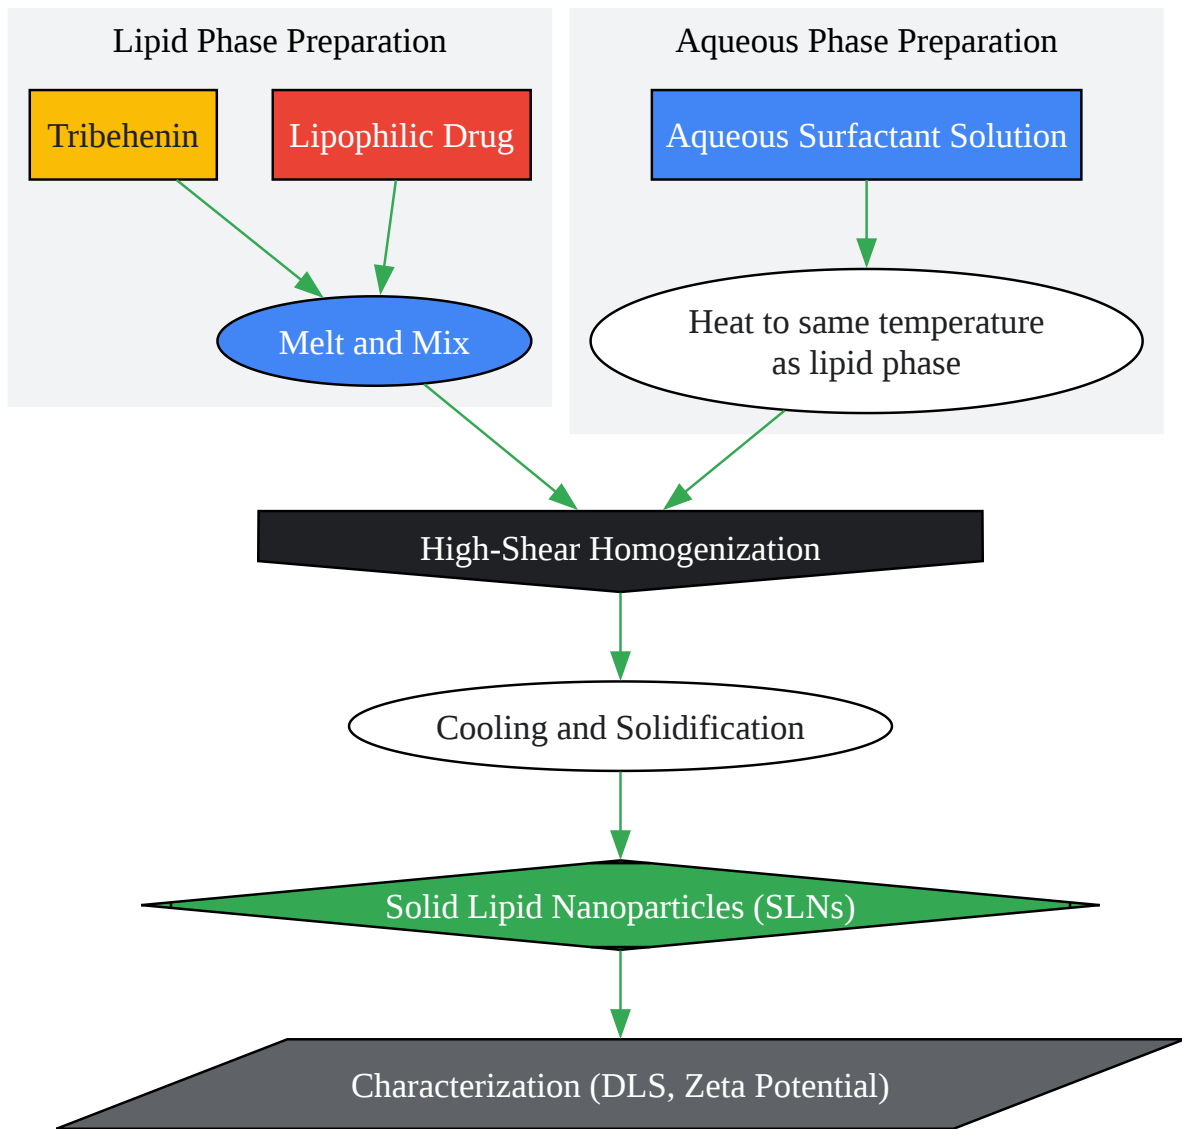 Lipid Phase Preparation
Aqueous Phase Preparation
Tribehenin
Lipophilic Drug
Aqueous Surfactant Solution
Melt and Mix
Heat to same temperature
as lipid phase
High-Shear Homogenization
Cooling and Solidification
Solid Lipid Nanoparticles (SLNs)
Characterization (DLS, Zeta Potential)